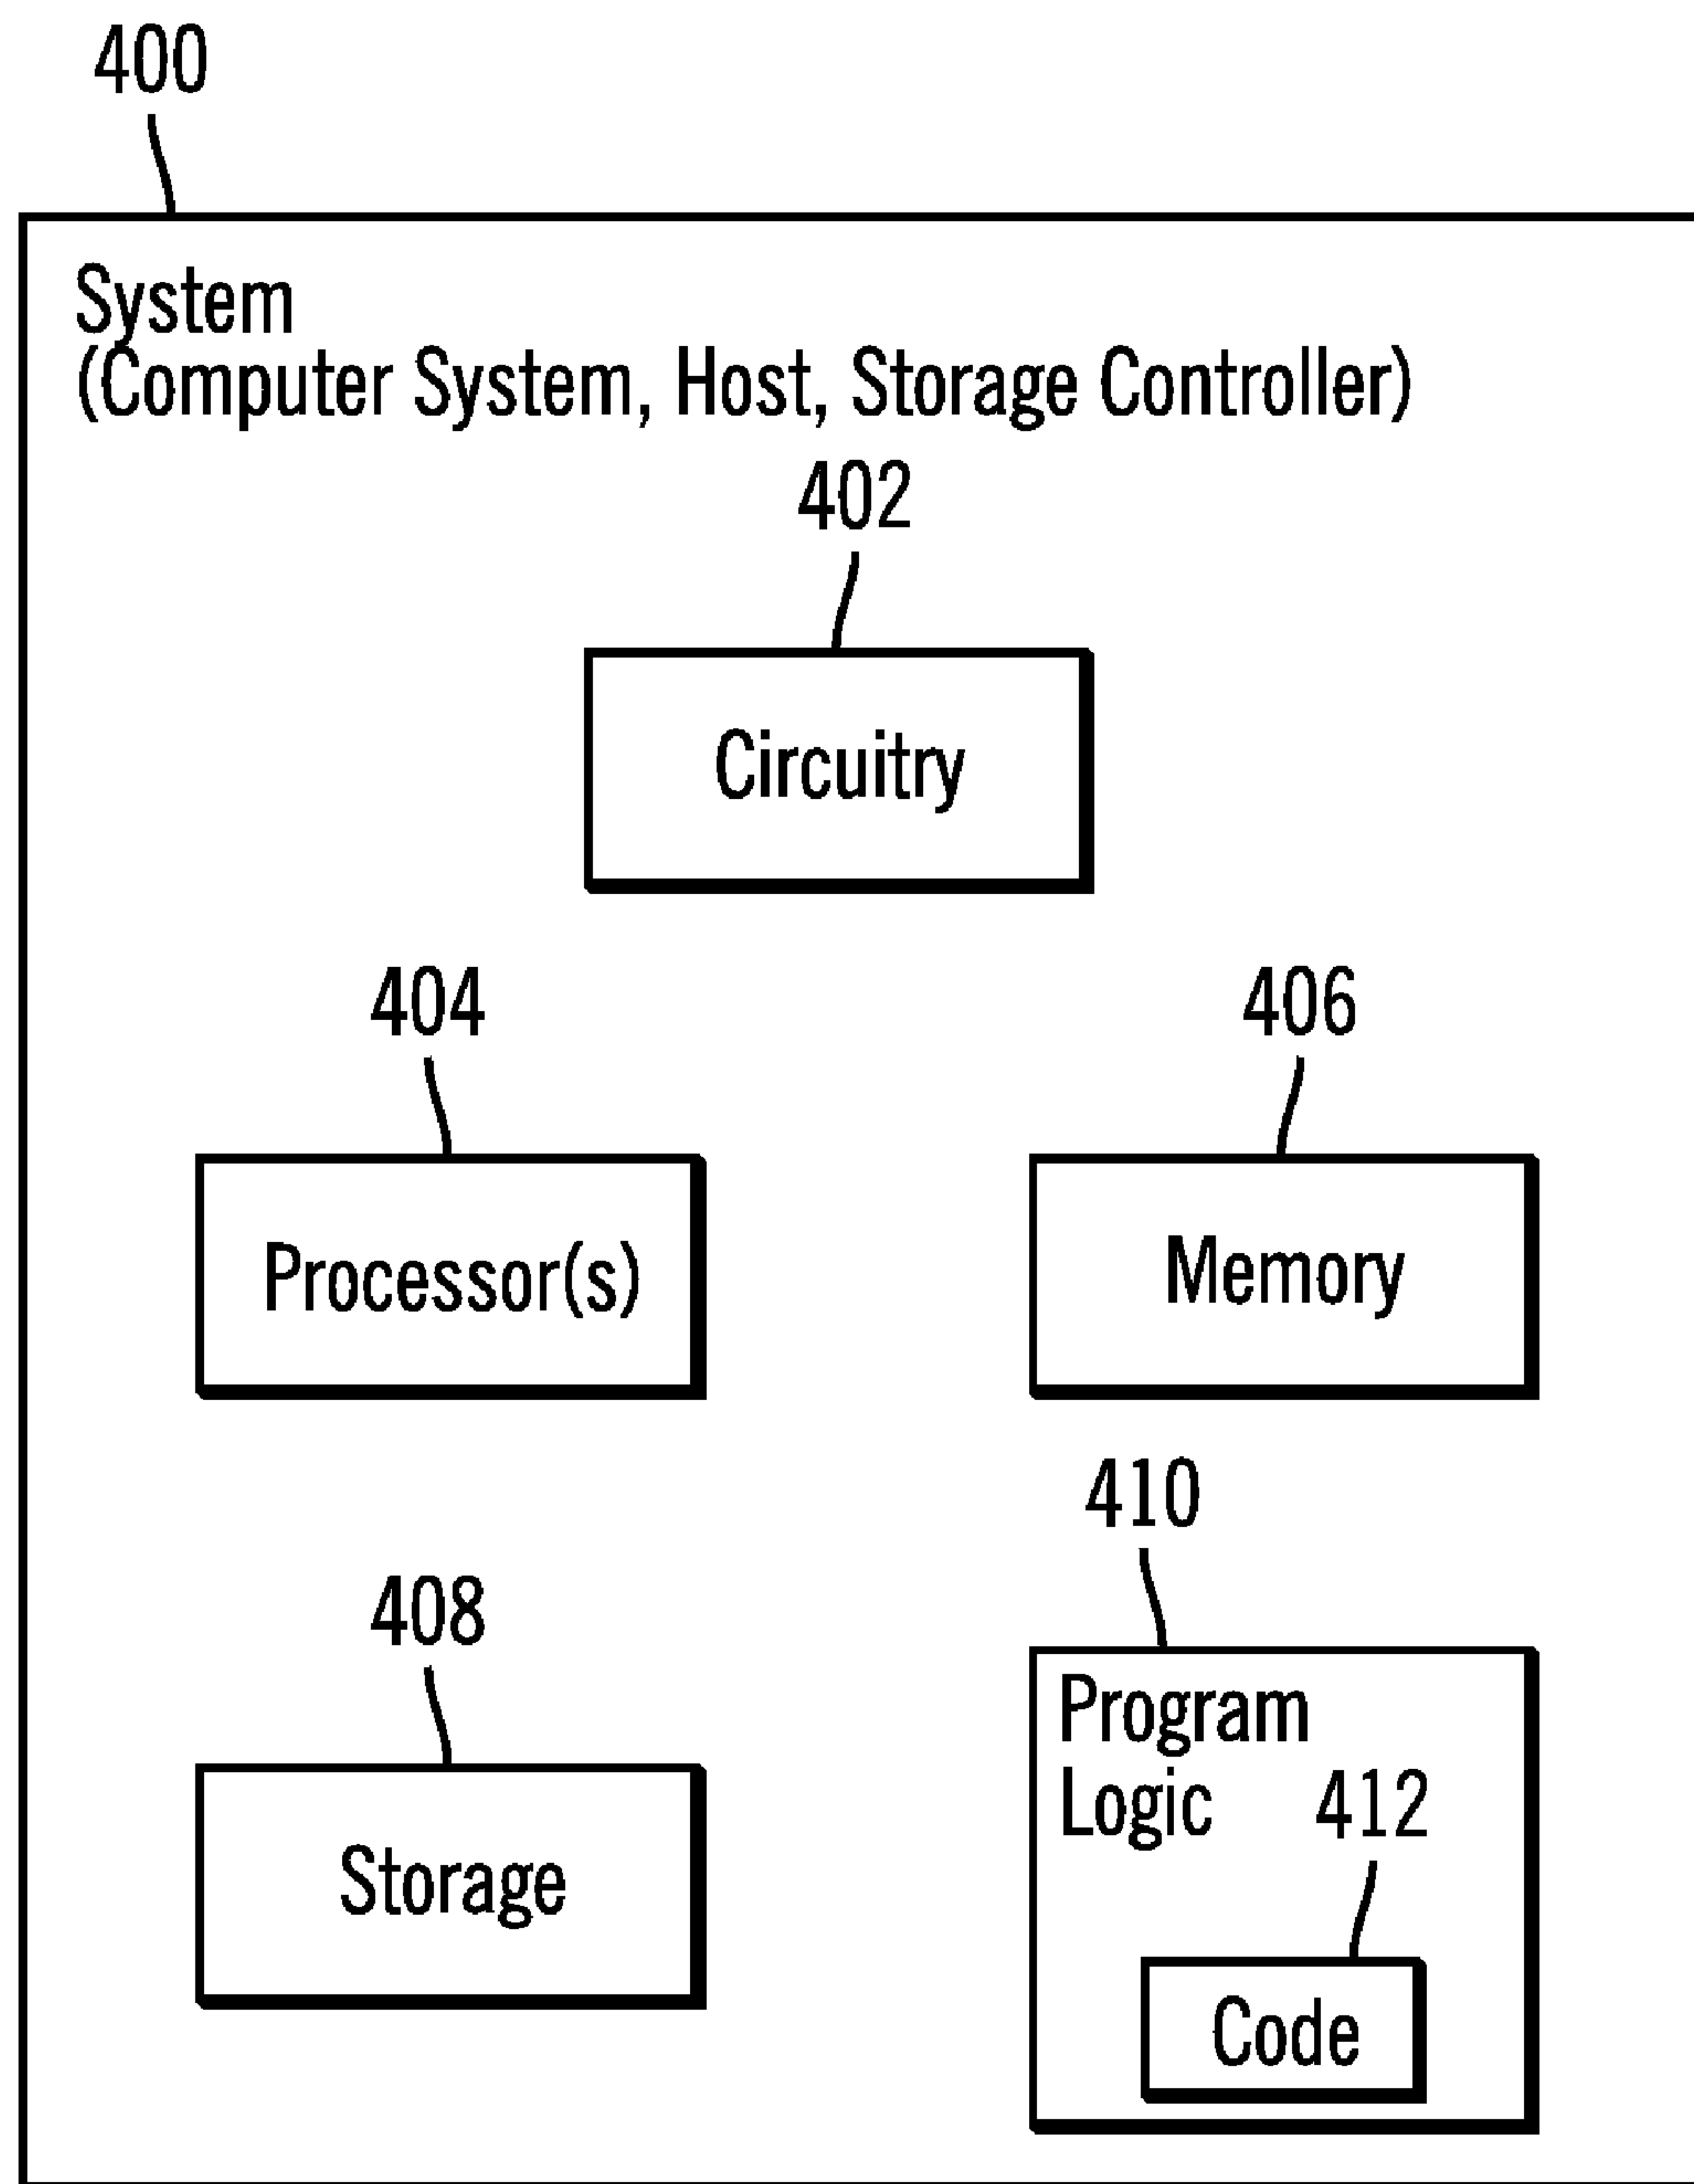 400
System
(Computer System, Host, Storage Controller)
402
Circuitry
404
406
Processor(s)
Memory
410
408
Program
Logic
412
Storage
Code